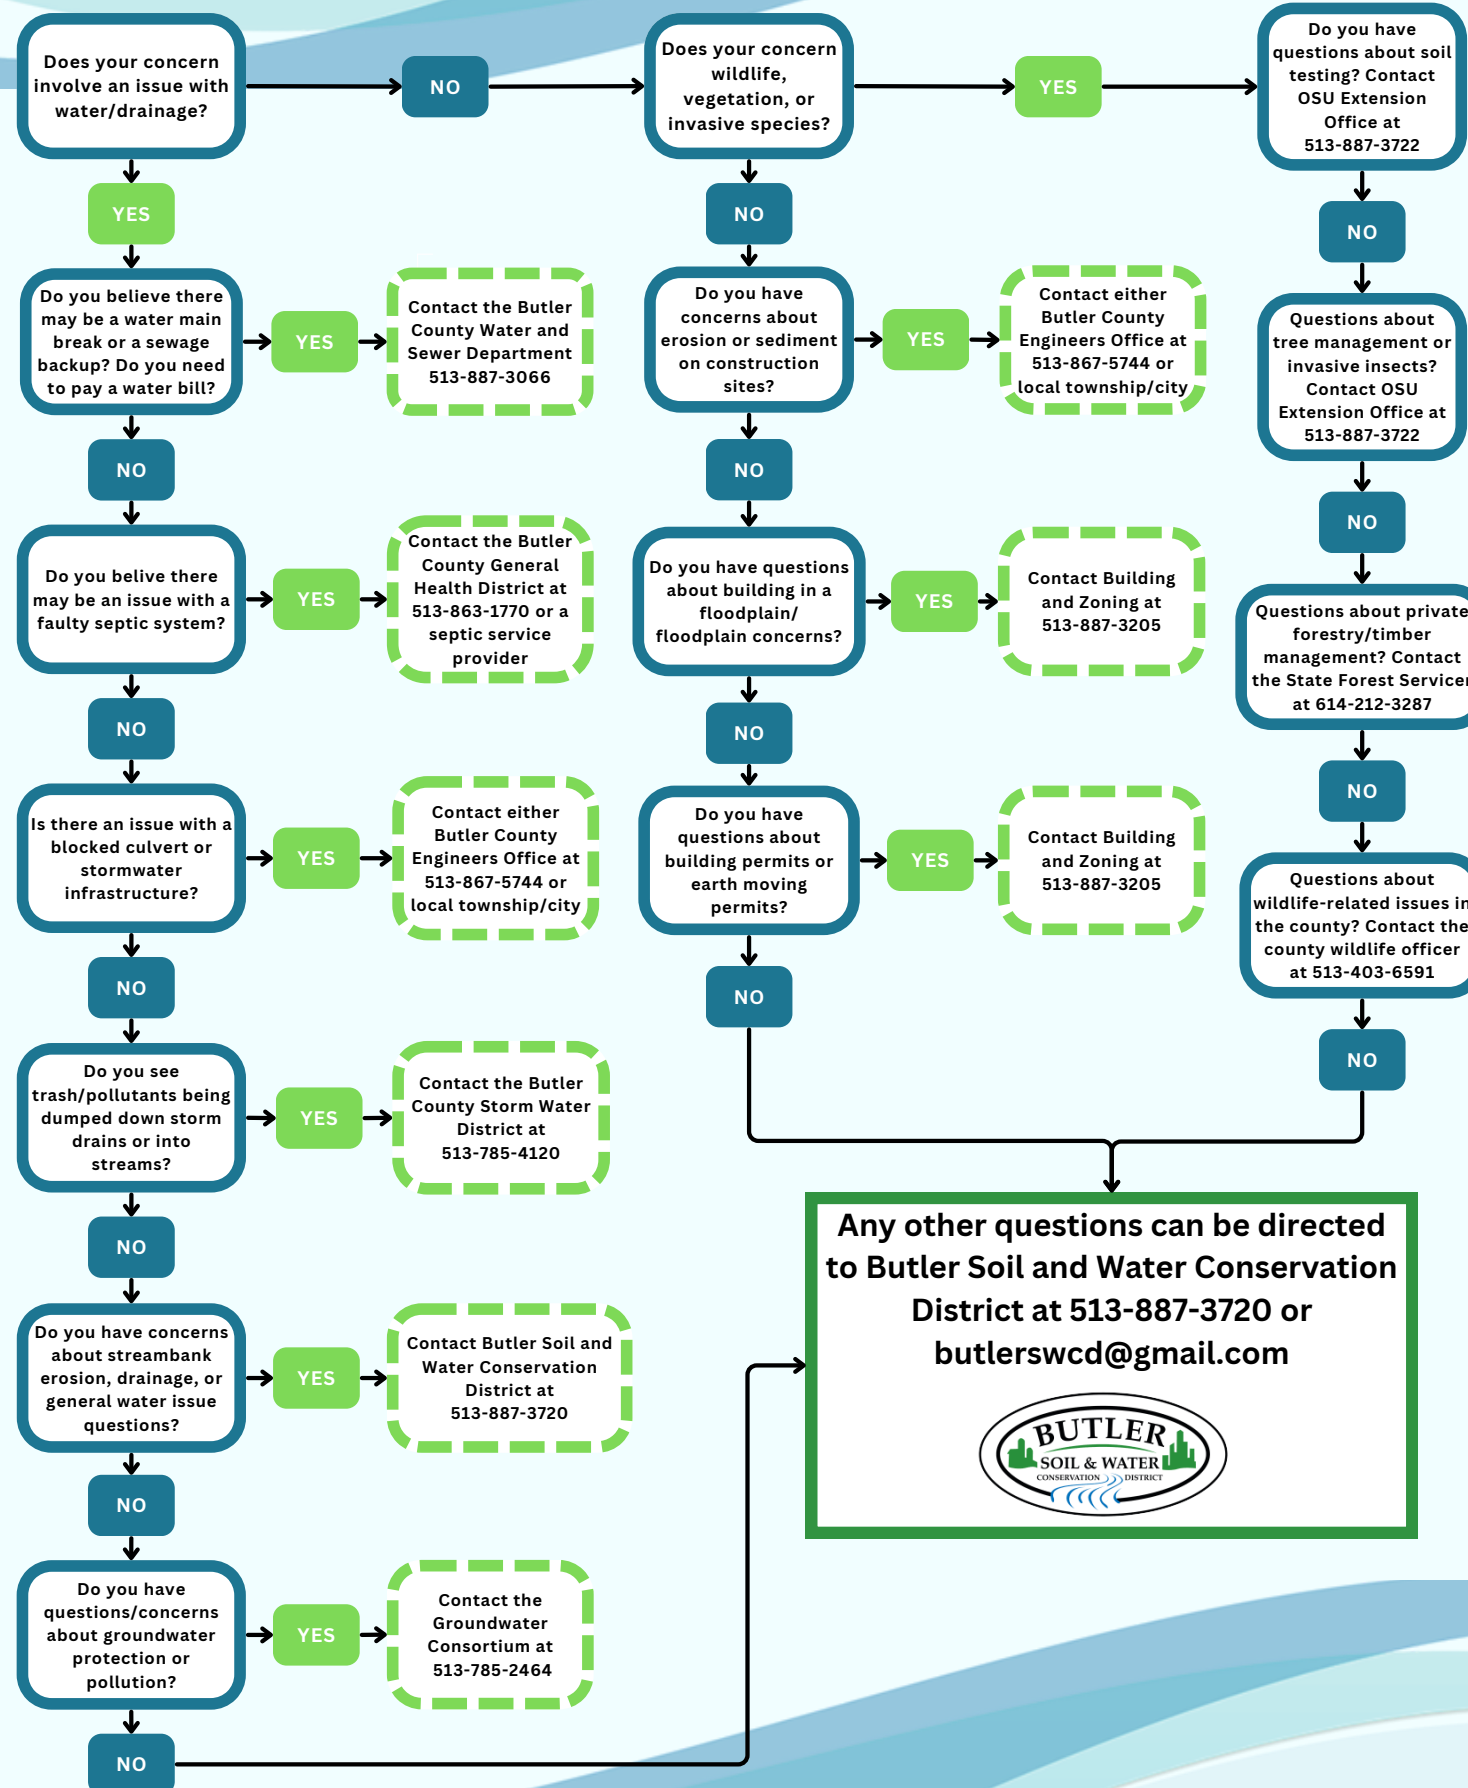 Does your concern
involve an issue with
water/drainage?
NO
Does your concern
wildlife,
vegetation, or
invasive species?
YES
Do you have
questions about soil
testing? Contact
OSU Extension
Office at
513-887-3722
YES
NO
NO
Do you believe there
may be a water main
break or a sewage
backup? Do you need
to pay a water bill?
YES
Contact the Butler
County Water and
Sewer Department
513-887-3066
Do you have
concerns about
erosion or sediment
on construction
sites?
YES
Contact either
Butler County
Engineers Office at
513-867-5744 or
local township/city
Questions about
tree management or
invasive insects?
Contact OSU
Extension Office at
513-887-3722
NO
NO
NO
Do you belive there
may be an issue with a
faulty septic system?
YES
Contact the Butler
County General
Health District at
513-863-1770 or a
septic service
provider
Do you have questions
about building in a
floodplain/
floodplain concerns?
YES
Contact Building
and Zoning at
513-887-3205
Questions about private
forestry/timber
management? Contact
the State Forest Servicer
at 614-212-3287
NO
NO
NO
Is there an issue with a
blocked culvert or
stormwater
infrastructure?
YES
Contact either
Butler County
Engineers Office at
513-867-5744 or
local township/city
Do you have
questions about
building permits or
earth moving
permits?
YES
Contact Building
and Zoning at
513-887-3205
Questions about
wildlife-related issues in
the county? Contact the
county wildlife officer
at 513-403-6591
NO
NO
NO
Do you see
trash/pollutants being
dumped down storm
drains or into
streams?
YES
Contact the Butler
County Storm Water
District at
513-785-4120
NO
Do you have concerns
about streambank
erosion, drainage, or
general water issue
questions?
YES
Contact Butler Soil and
Water Conservation
District at
513-887-3720
NO
Do you have
questions/concerns
about groundwater
protection or
pollution?
YES
Contact the
Groundwater
Consortium at
513-785-2464
NO
Any other questions can be directed
to Butler Soil and Water Conservation
District at 513-887-3720 or
butlerswcd@gmail.com
BUTLER
SOIL & WATER
CONSERVATION DISTRICT